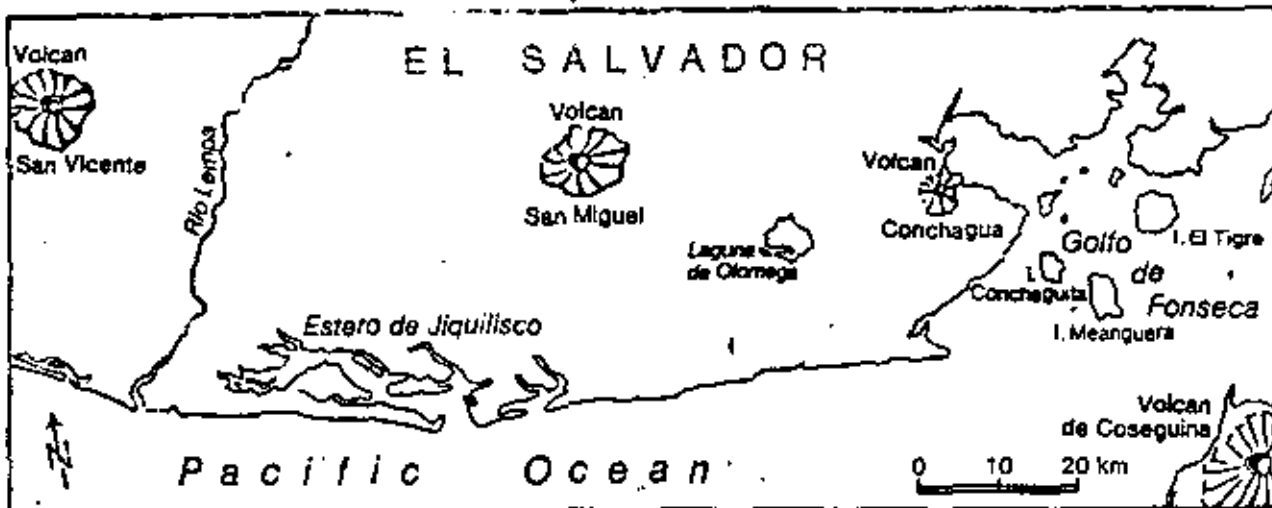 EL SALVADOR
Volcan
San Vicente
Rio Lempa
Volcan
San Miguel
Volcan
Conchagua
Laguna
de Olomega
Golfo
de
Fonseca
I. El Tigre
I.
Conchaguita
I. Meanguera
Estero de Jiquilisco
Volcan
de Coseguina
N
Pacific Ocean
0 10 20 km